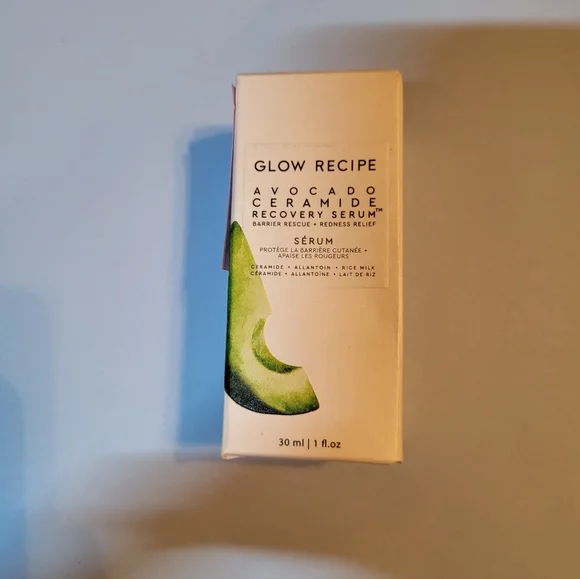 GLOW RECIPE
AVOCADO
CERAMIDE
RECOVERY SERUM™
BARRIER RESCUE + REDNESS RELIEF
SÉRUM
PROTÈGE LA BARRIÈRE CUTANÉE +
APAISE LES ROUGEURS
CERAMIDE • ALLANTOIN • RICE MILK
CÉRAMIDE • ALLANTOÏNE • LAIT DE RIZ
30 ml | 1 fl.oz